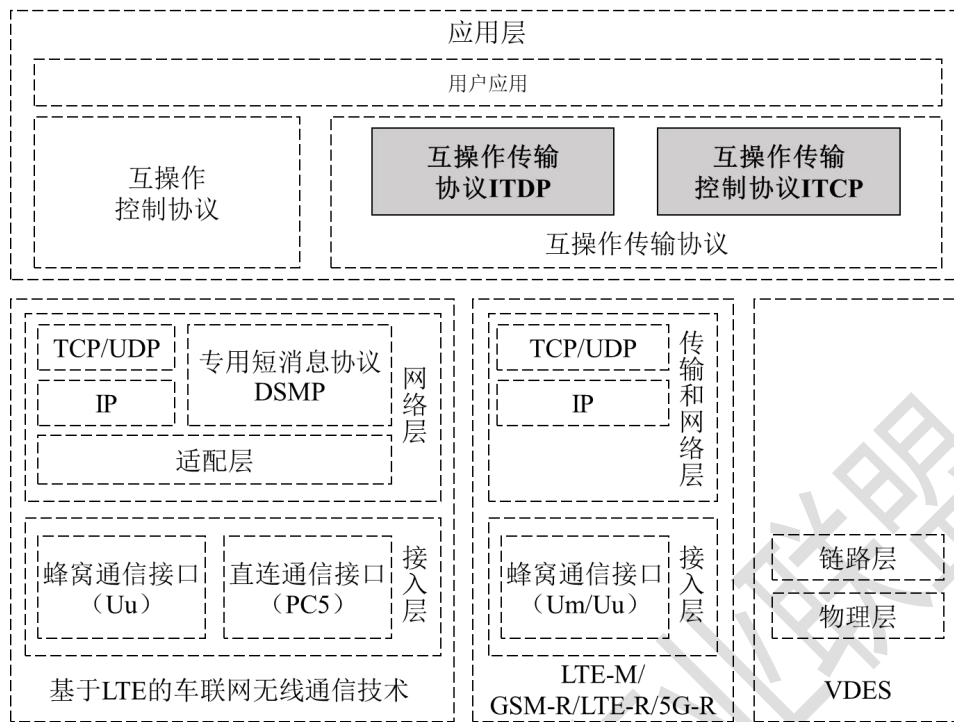 应用层
用户应用
互操作
控制协议
互操作传输
协议ITDP
互操作传输
控制协议ITCP
互操作传输协议
TCP/UDP
IP
专用短消息协议
DSMP
适配层
网络层
蜂窝通信接口
（Uu）
直连通信接口
（PC5）
接入层
基于LTE的车联网无线通信技术
TCP/UDP
IP
传输和网络层
蜂窝通信接口
（Um/Uu）
接入层
LTE-M/
GSM-R/LTE-R/5G-R
链路层
物理层
VDES
业联盟